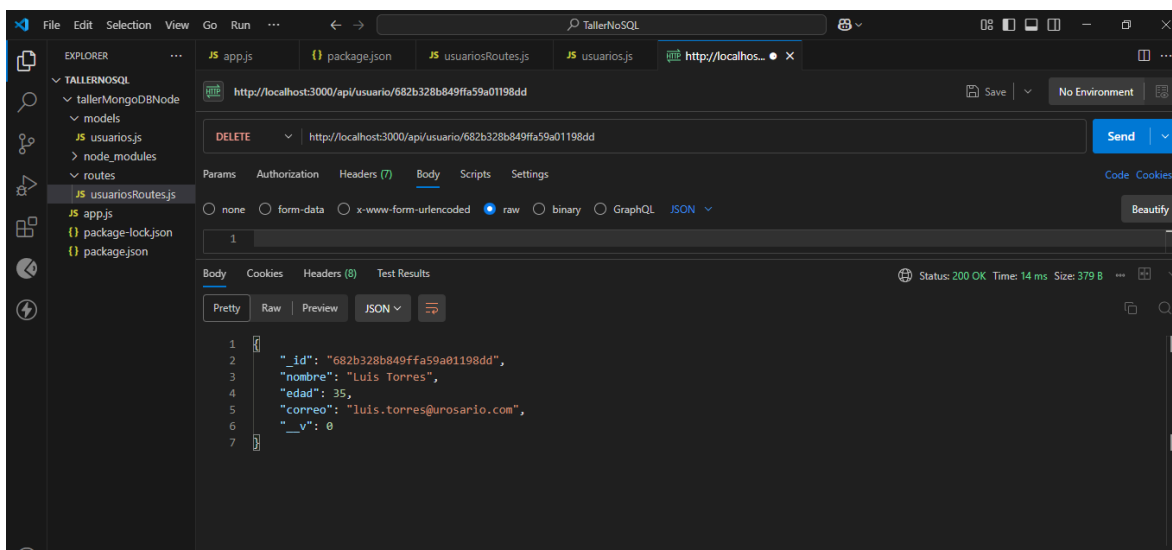 File Edit Selection View Go Run ··· ← → TallerNoSQL
EXPLORER ···
TALLERNOSQL
tallerMongoDBNode
models
JS usuarios.js
node_modules
routes
JS usuariosRoutes.js
JS app.js
{} package-lock.json
{} package.json
JS app.js {} package.json JS usuariosRoutes.js JS usuarios.js HTTP http://localhos... ● ×
HTTP http://localhost:3000/api/usuario/682b328b849ffa59a01198dd Save No Environment
DELETE http://localhost:3000/api/usuario/682b328b849ffa59a01198dd Send
Params Authorization Headers (7) Body Scripts Settings Code Cookies
none form-data x-www-form-urlencoded raw binary GraphQL JSON Beautify
1
Body Cookies Headers (8) Test Results Status: 200 OK Time: 14 ms Size: 379 B ···
Pretty Raw Preview JSON
1 {
2 "_id": "682b328b849ffa59a01198dd",
3 "nombre": "Luis Torres",
4 "edad": 35,
5 "correo": "luis.torres@urosario.com",
6 "__v": 0
7 }